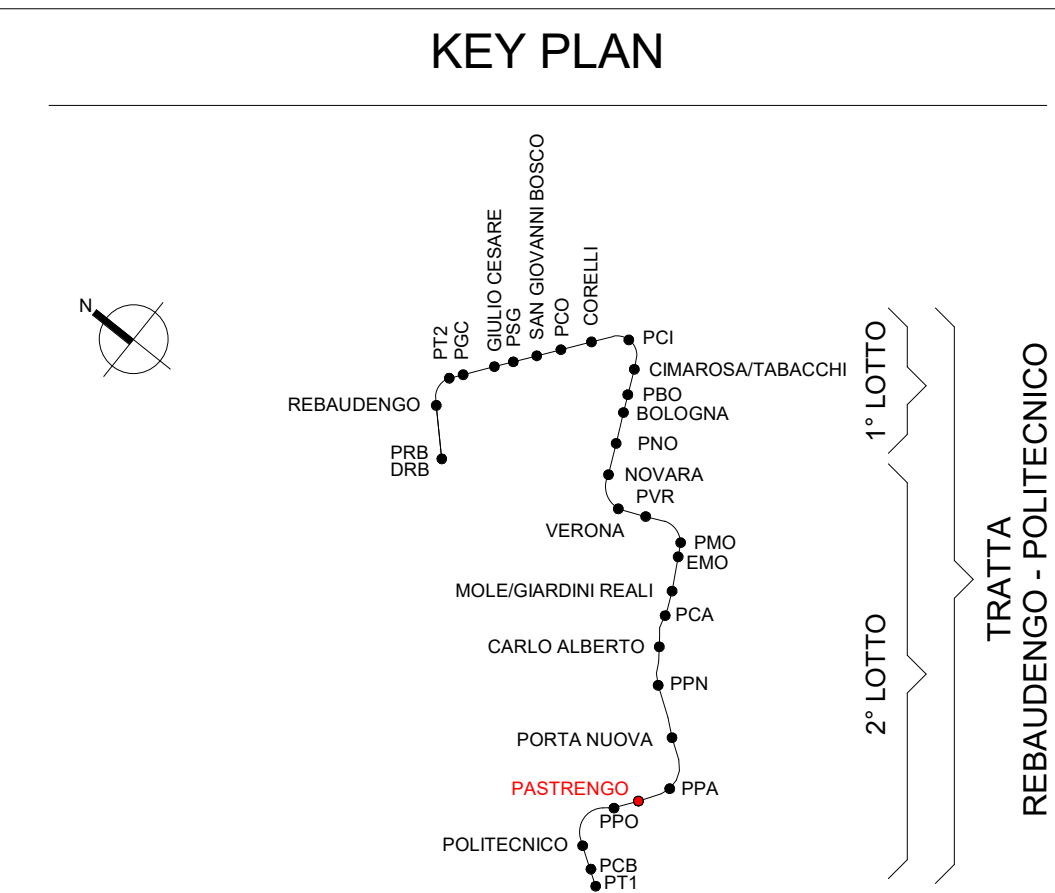 KEY PLAN
N
PT2
PGC
GIULIO CESARE
PSG
SAN GIOVANNI BOSCO
PCO
CORELLI
PCI
CIMAROSA/TABACCHI
REBAUDENGO
PBO
BOLOGNA
PNO
PRB
DRB
NOVARA
PVR
VERONA
PMO
EMO
MOLE/GIARDINI REALI
PCA
CARLO ALBERTO
PPN
PORTA NUOVA
PASTRENGO
PPA
PPO
POLITECNICO
PCB
PT1
1° LOTTO
2° LOTTO
TRATTA
REBAUDENGO - POLITECNICO